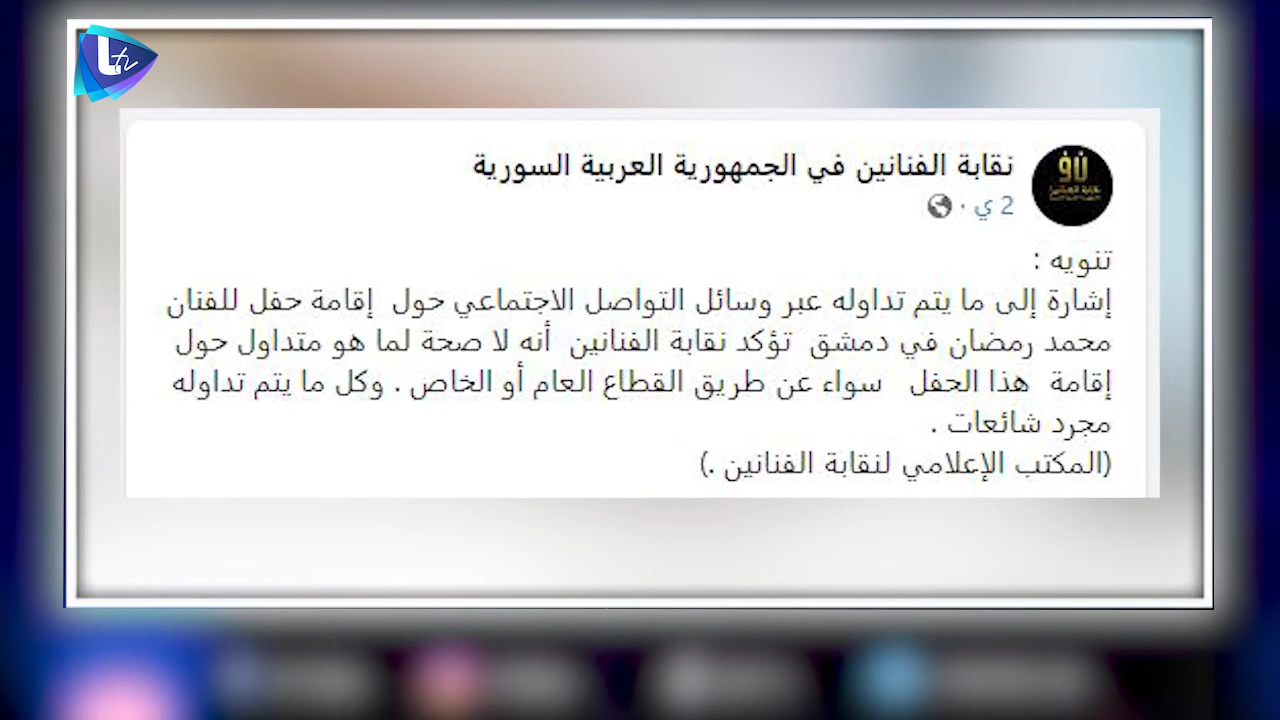 Ltv
نقابة الفنانين في الجمهورية العربية السورية
2 ي ·
تنويه :
إشارة إلى ما يتم تداوله عبر وسائل التواصل الاجتماعي حول إقامة حفل للفنان
محمد رمضان في دمشق تؤكد نقابة الفنانين أنه لا صحة لما هو متداول حول
إقامة هذا الحفل سواء عن طريق القطاع العام أو الخاص . وكل ما يتم تداوله
مجرد شائعات .
(المكتب الإعلامي لنقابة الفنانين .)